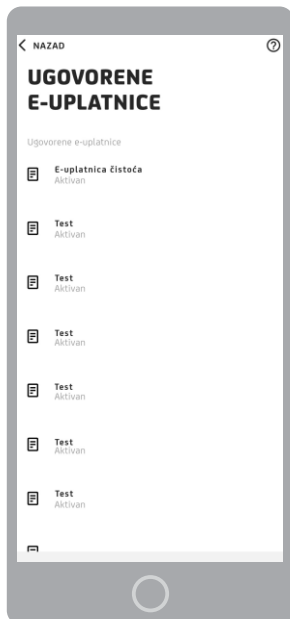 NAZAD
UGOVORENE
E-UPLATNICE
Ugovorene e-uplatnice
E-uplatnica čistoća
Aktivan
Test
Aktivan
Test
Aktivan
Test
Aktivan
Test
Aktivan
Test
Aktivan
Test
Aktivan